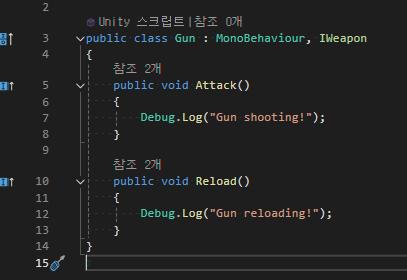 2
Unity 스크립트 | 참조 0개
3 public class Gun : MonoBehaviour, IWeapon
4 {
참조 2개
5 public void Attack()
6 {
7 Debug.Log("Gun shooting!");
8 }
9
참조 2개
10 public void Reload()
11 {
12 Debug.Log("Gun reloading!");
13 }
14 }
15